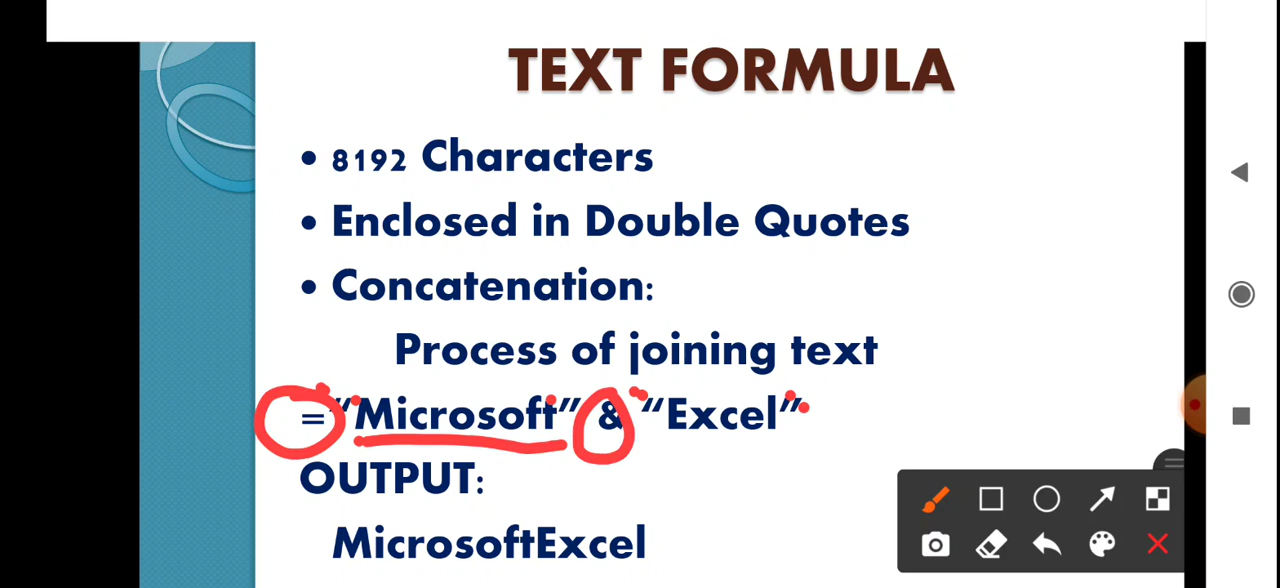 TEXT FORMULA
• 8192 Characters
• Enclosed in Double Quotes
• Concatenation:
Process of joining text
=“Microsoft” & “Excel”
OUTPUT:
MicrosoftExcel